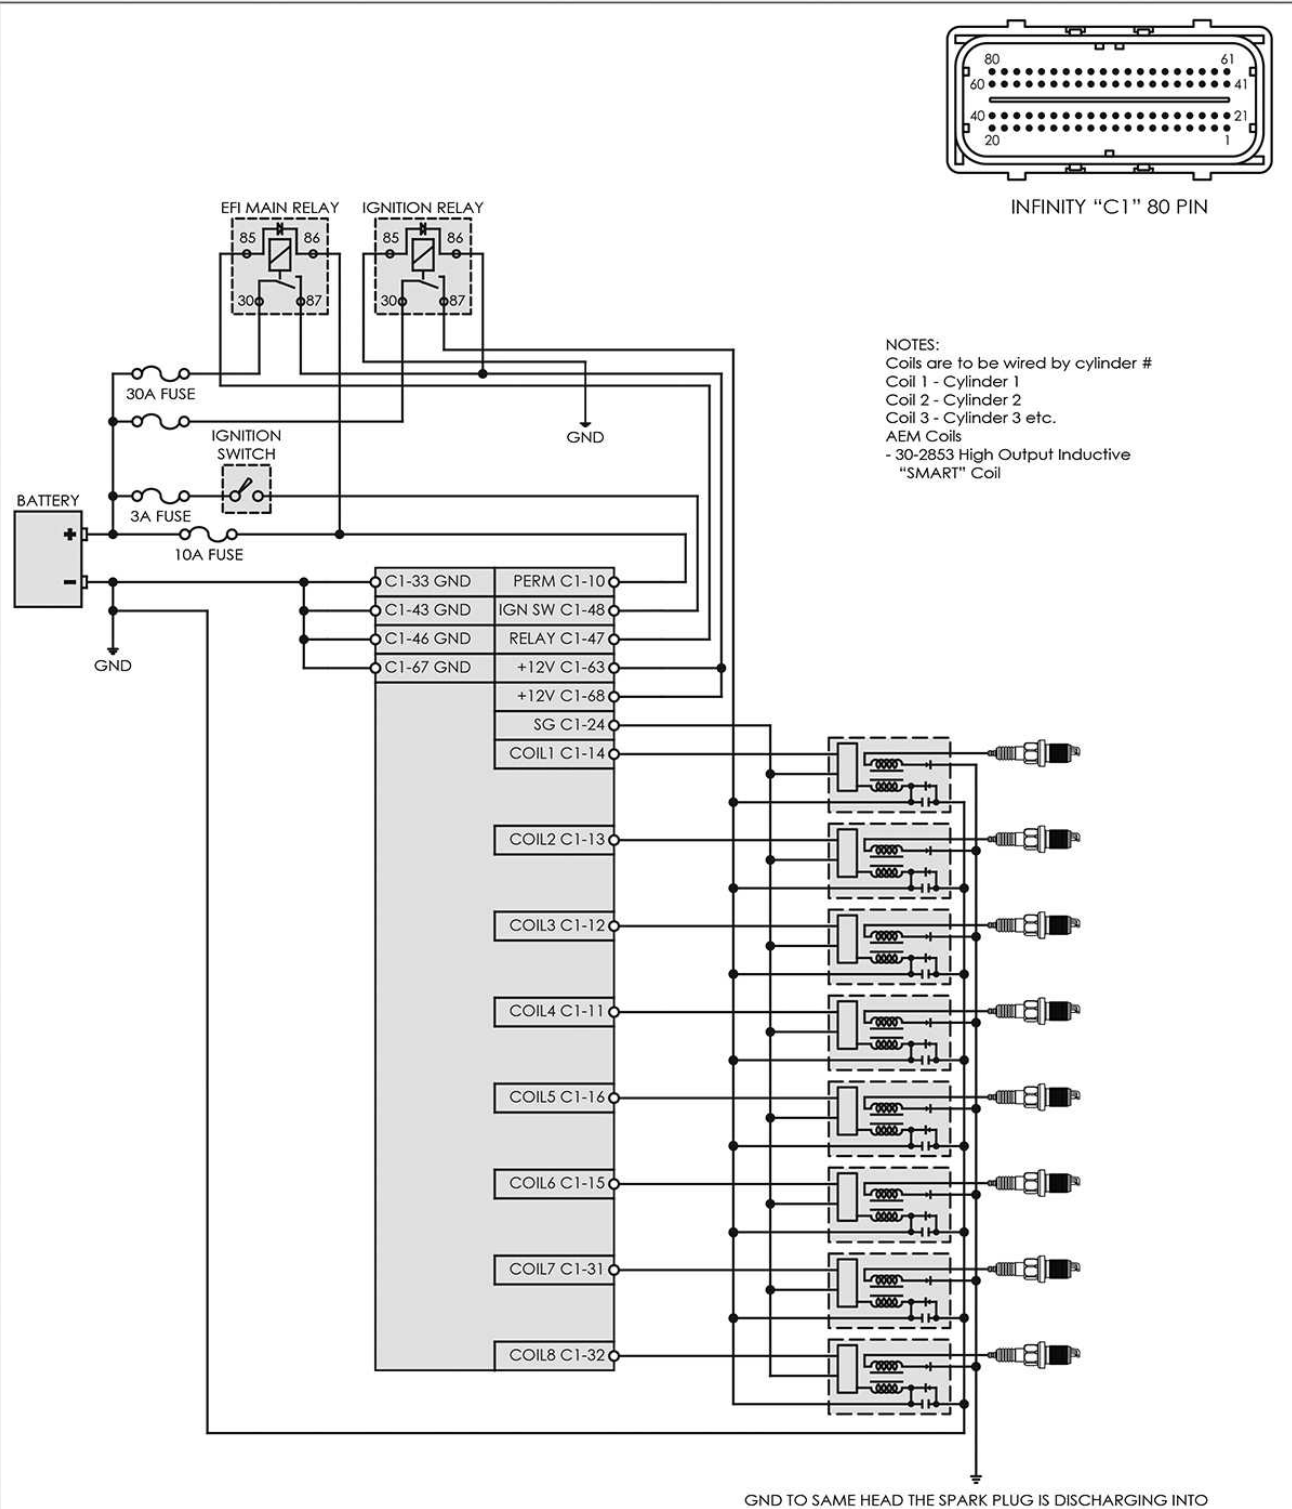 80
61
60
41
40
21
20
1
INFINITY “C1” 80 PIN
EFI MAIN RELAY
IGNITION RELAY
85
86
85
86
30
87
30
87
NOTES:
Coils are to be wired by cylinder #
Coil 1 - Cylinder 1
Coil 2 - Cylinder 2
Coil 3 - Cylinder 3 etc.
AEM Coils
- 30-2853 High Output Inductive
“SMART” Coil
30A FUSE
IGNITION
SWITCH
GND
3A FUSE
BATTERY
+
10A FUSE
-
GND
C1-33 GND
PERM C1-10
C1-43 GND
IGN SW C1-48
C1-46 GND
RELAY C1-47
C1-67 GND
+12V C1-63
+12V C1-68
SG C1-24
COIL1 C1-14
COIL2 C1-13
COIL3 C1-12
COIL4 C1-11
COIL5 C1-16
COIL6 C1-15
COIL7 C1-31
COIL8 C1-32
GND TO SAME HEAD THE SPARK PLUG IS DISCHARGING INTO